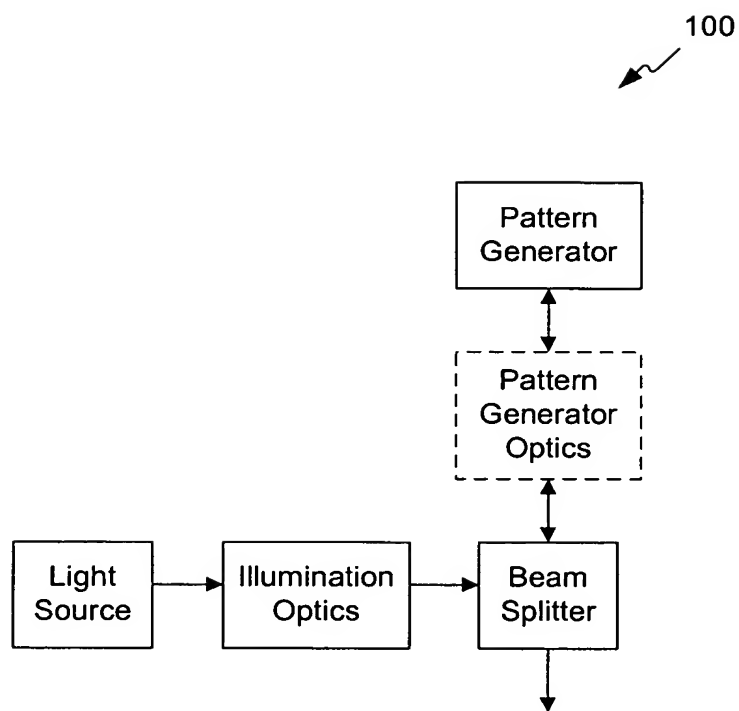 100
Pattern
Generator
Pattern
Generator
Optics
Light
Source
Illumination
Optics
Beam
Splitter